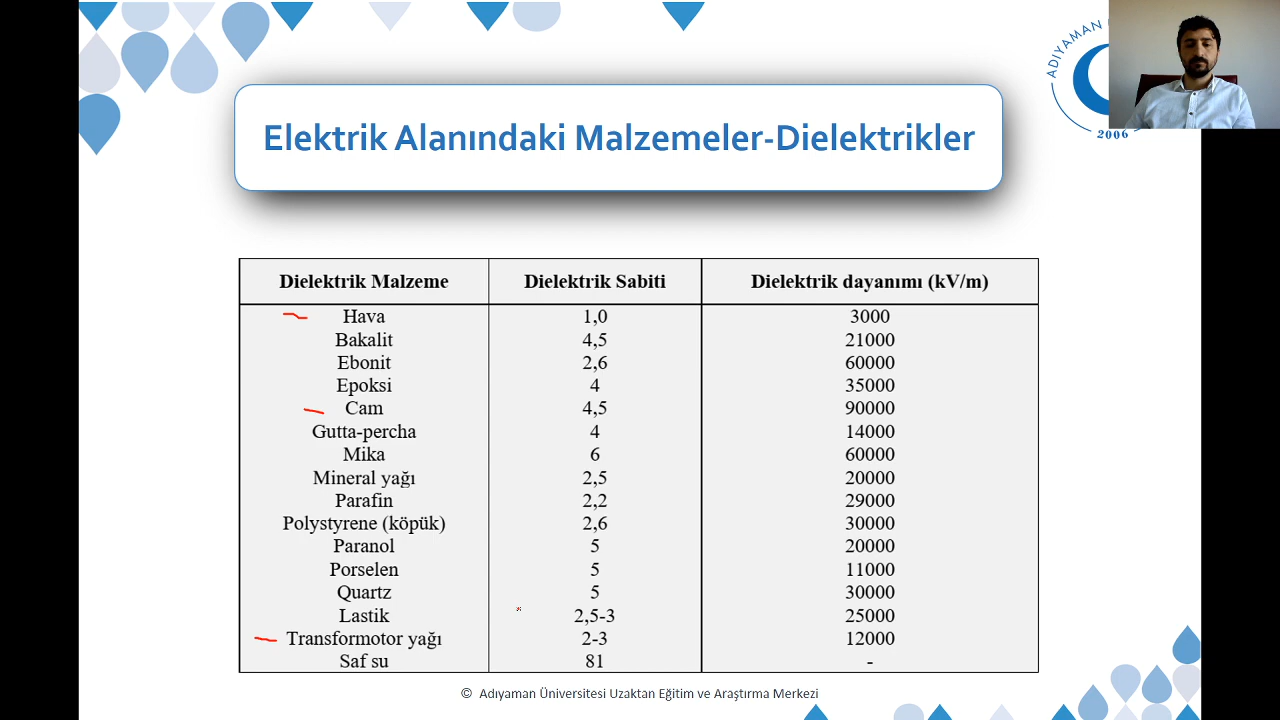 ADIYAMAN
2006
Elektrik Alanındaki Malzemeler-Dielektrikler
Dielektrik Malzeme Dielektrik Sabiti Dielektrik dayanımı (kV/m)
Hava 1,0 3000
Bakalit 4,5 21000
Ebonit 2,6 60000
Epoksi 4 35000
Cam 4,5 90000
Gutta-percha 4 14000
Mika 6 60000
Mineral yağı 2,5 20000
Parafin 2,2 29000
Polystyrene (köpük) 2,6 30000
Paranol 5 20000
Porselen 5 11000
Quartz 5 30000
Lastik 2,5-3 25000
Transformotor yağı 2-3 12000
Saf su 81 -
© Adıyaman Üniversitesi Uzaktan Eğitim ve Araştırma Merkezi